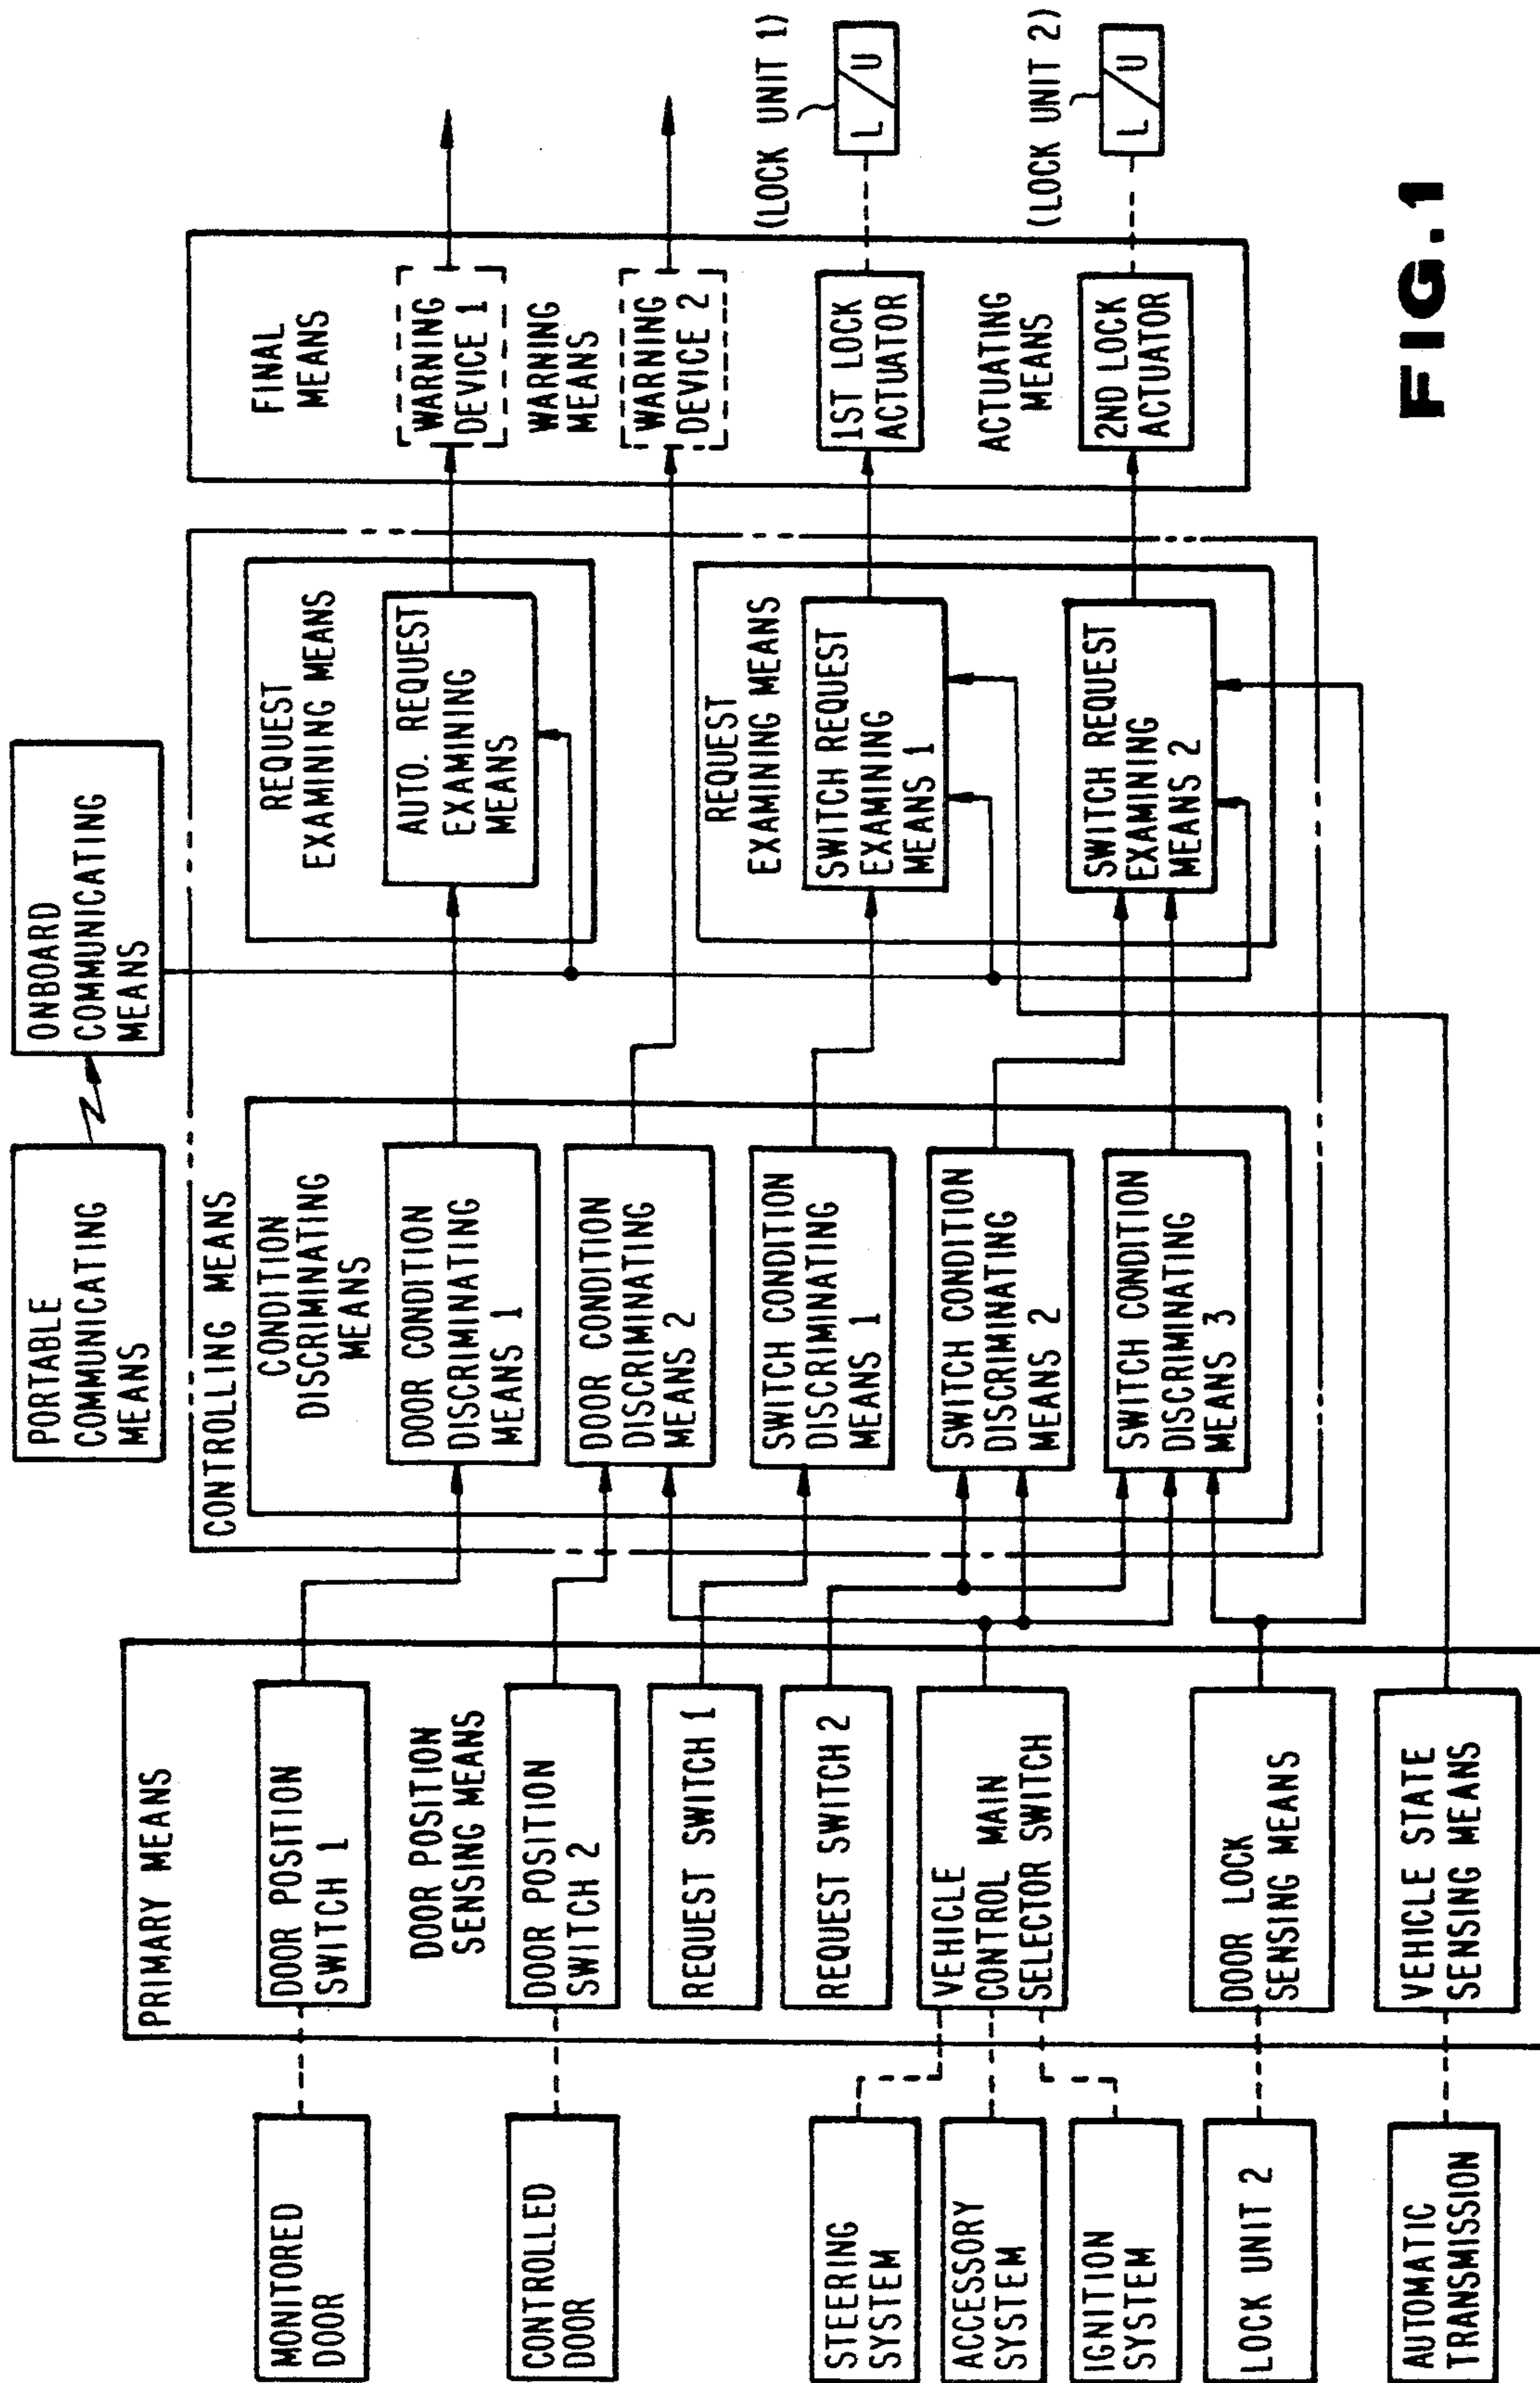 PORTABLE
COMMUNICATING
MEANS
ONBOARD
COMMUNICATING
MEANS
PRIMARY MEANS
CONTROLLING MEANS
CONDITION
DISCRIMINATING
MEANS
REQUEST
EXAMINING MEANS
FINAL
MEANS
MONITORED
DOOR
DOOR POSITION
SWITCH 1
DOOR CONDITION
DISCRIMINATING
MEANS 1
AUTO. REQUEST
EXAMINING
MEANS
WARNING
DEVICE 1
DOOR POSITION
SENSING MEANS
WARNING
MEANS
CONTROLLED
DOOR
DOOR POSITION
SWITCH 2
DOOR CONDITION
DISCRIMINATING
MEANS 2
WARNING
DEVICE 2
REQUEST SWITCH 1
SWITCH CONDITION
DISCRIMINATING
MEANS 1
REQUEST
EXAMINING MEANS
SWITCH REQUEST
EXAMINING
MEANS 1
1ST LOCK
ACTUATOR
(LOCK UNIT 1)
L/U
REQUEST SWITCH 2
STEERING
SYSTEM
ACCESSORY
SYSTEM
IGNITION
SYSTEM
VEHICLE
CONTROL MAIN
SELECTOR SWITCH
SWITCH CONDITION
DISCRIMINATING
MEANS 2
ACTUATING
MEANS
SWITCH CONDITION
DISCRIMINATING
MEANS 3
SWITCH REQUEST
EXAMINING
MEANS 2
2ND LOCK
ACTUATOR
(LOCK UNIT 2)
L/U
LOCK UNIT 2
DOOR LOCK
SENSING MEANS
AUTOMATIC
TRANSMISSION
VEHICLE STATE
SENSING MEANS
FIG.1